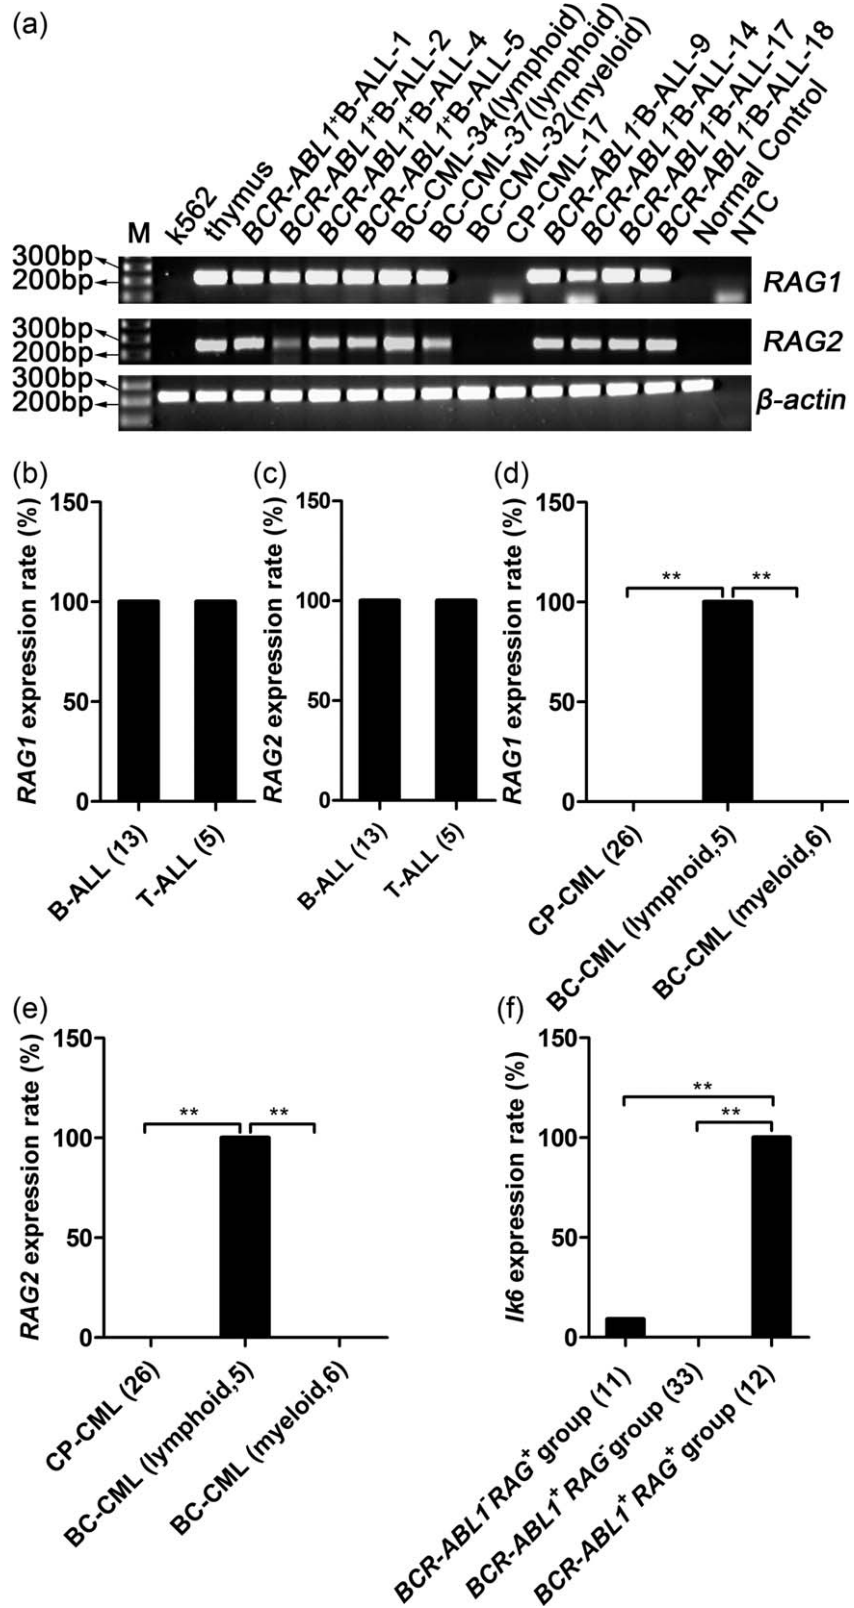 (a)
M
k562
thymus
BCR-ABL1⁺B-ALL-1
BCR-ABL1⁺B-ALL-2
BCR-ABL1⁺B-ALL-4
BCR-ABL1⁺B-ALL-5
BC-CML-34(lymphoid)
BC-CML-37(lymphoid)
BC-CML-32(myeloid)
CP-CML-17
BCR-ABL1⁻B-ALL-9
BCR-ABL1⁻B-ALL-14
BCR-ABL1⁻B-ALL-17
BCR-ABL1⁻B-ALL-18
Normal Control
NTC
300bp
200bp
RAG1
300bp
200bp
RAG2
300bp
200bp
β-actin
(b)
RAG1 expression rate (%)
150
100
50
0
B-ALL (13)
T-ALL (5)
(c)
RAG2 expression rate (%)
150
100
50
0
B-ALL (13)
T-ALL (5)
(d)
RAG1 expression rate (%)
150
100
50
0
**
**
CP-CML (26)
BC-CML (lymphoid,5)
BC-CML (myeloid,6)
(e)
RAG2 expression rate (%)
150
100
50
0
**
**
CP-CML (26)
BC-CML (lymphoid,5)
BC-CML (myeloid,6)
(f)
Ik6 expression rate (%)
150
100
50
0
**
**
BCR-ABL1⁻RAG⁺ group (11)
BCR-ABL1⁺ RAG⁻group (33)
BCR-ABL1⁺ RAG⁺ group (12)